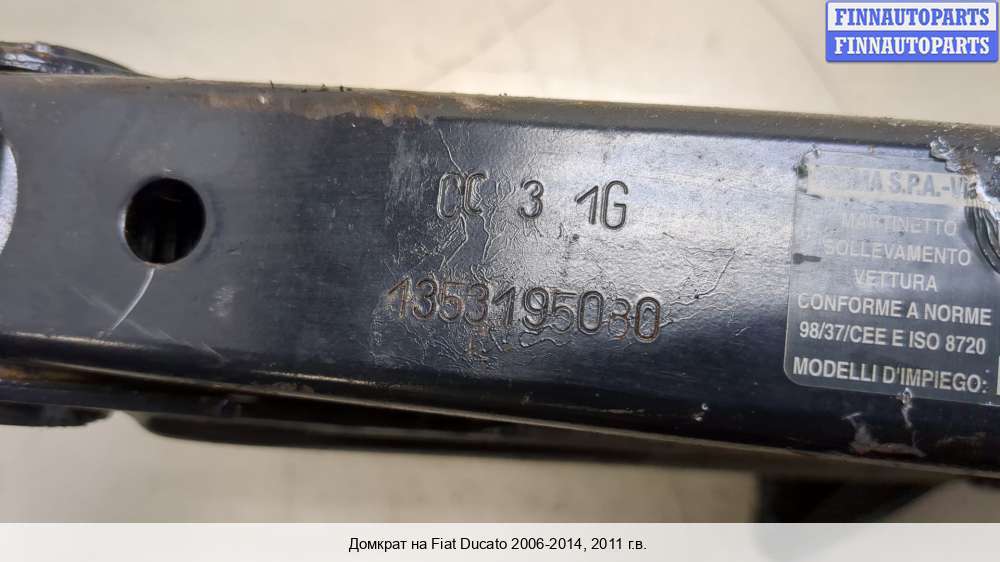 FINNAUTOPARTS
FINNAUTOPARTS
CC 3 1G
1353195080
S.P.A.-
MARTINETTO
SOLLEVAMENTO
VETTURA
CONFORME A NORME
98/37/CEE E ISO 8720
MODELLI D'IMPIEGO:
Домкрат на Fiat Ducato 2006-2014, 2011 г.в.